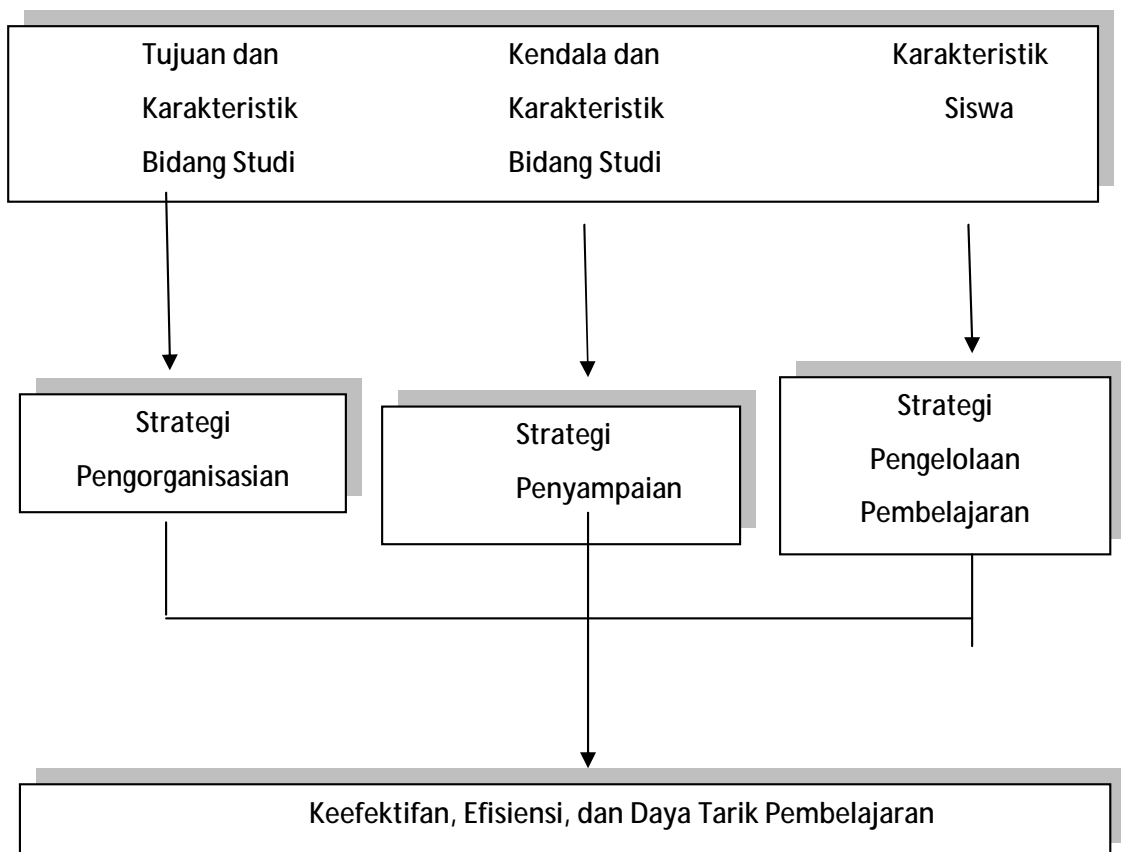 Tujuan dan
Karakteristik
Bidang Studi
Kendala dan
Karakteristik
Bidang Studi
Karakteristik
Siswa
Strategi
Pengorganisasian
Strategi
Penyampaian
Strategi
Pengelolaan
Pembelajaran
Keefektifan, Efisiensi, dan Daya Tarik Pembelajaran